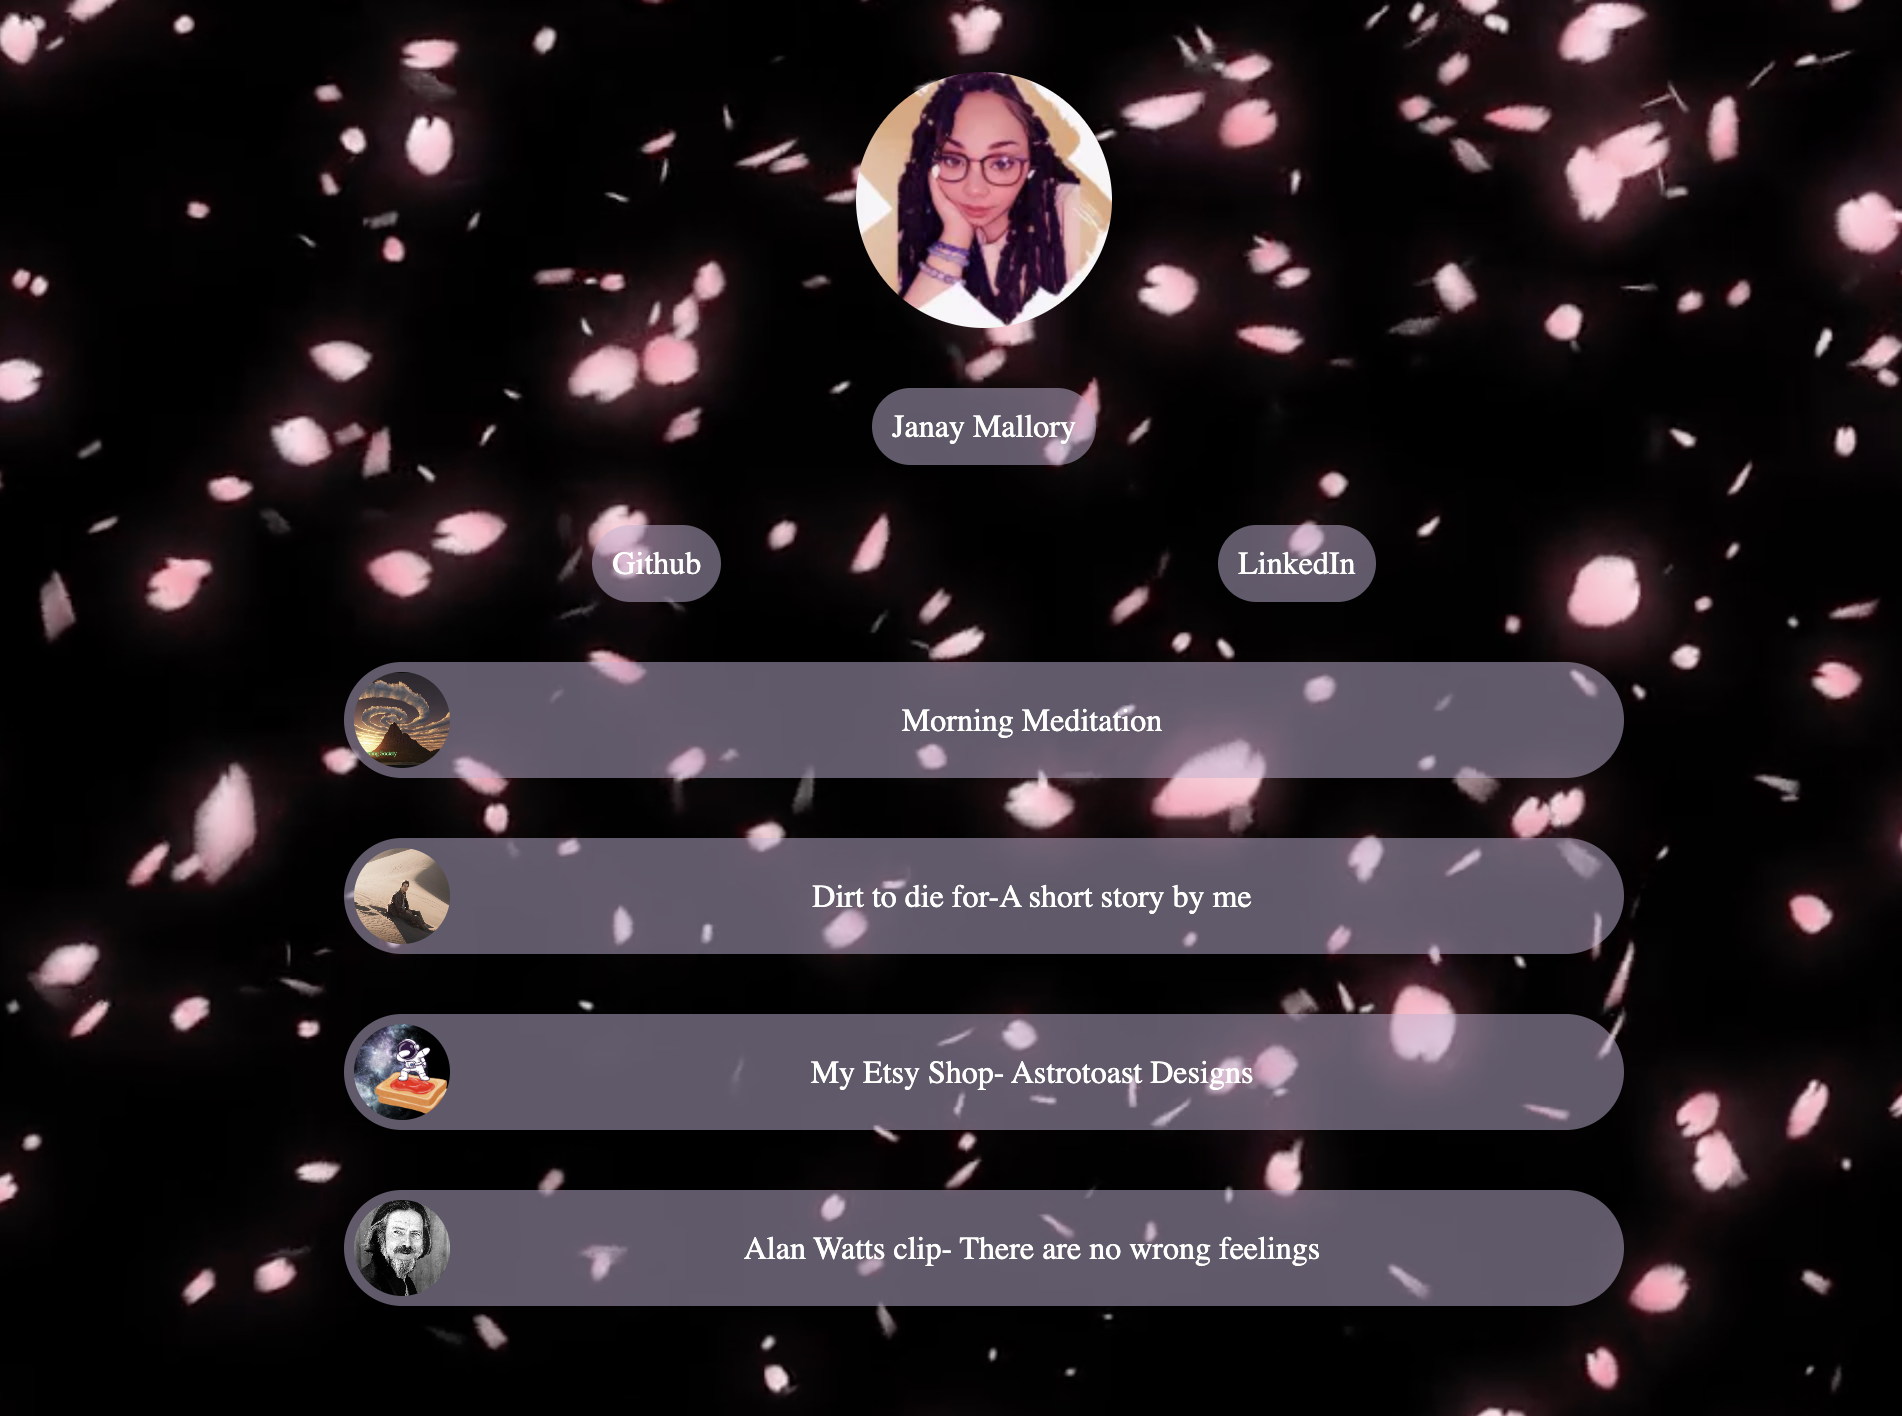 Janay Mallory
Github
LinkedIn
Morning Meditation
Dirt to die for-A short story by me
My Etsy Shop- Astrotoast Designs
Alan Watts clip- There are no wrong feelings